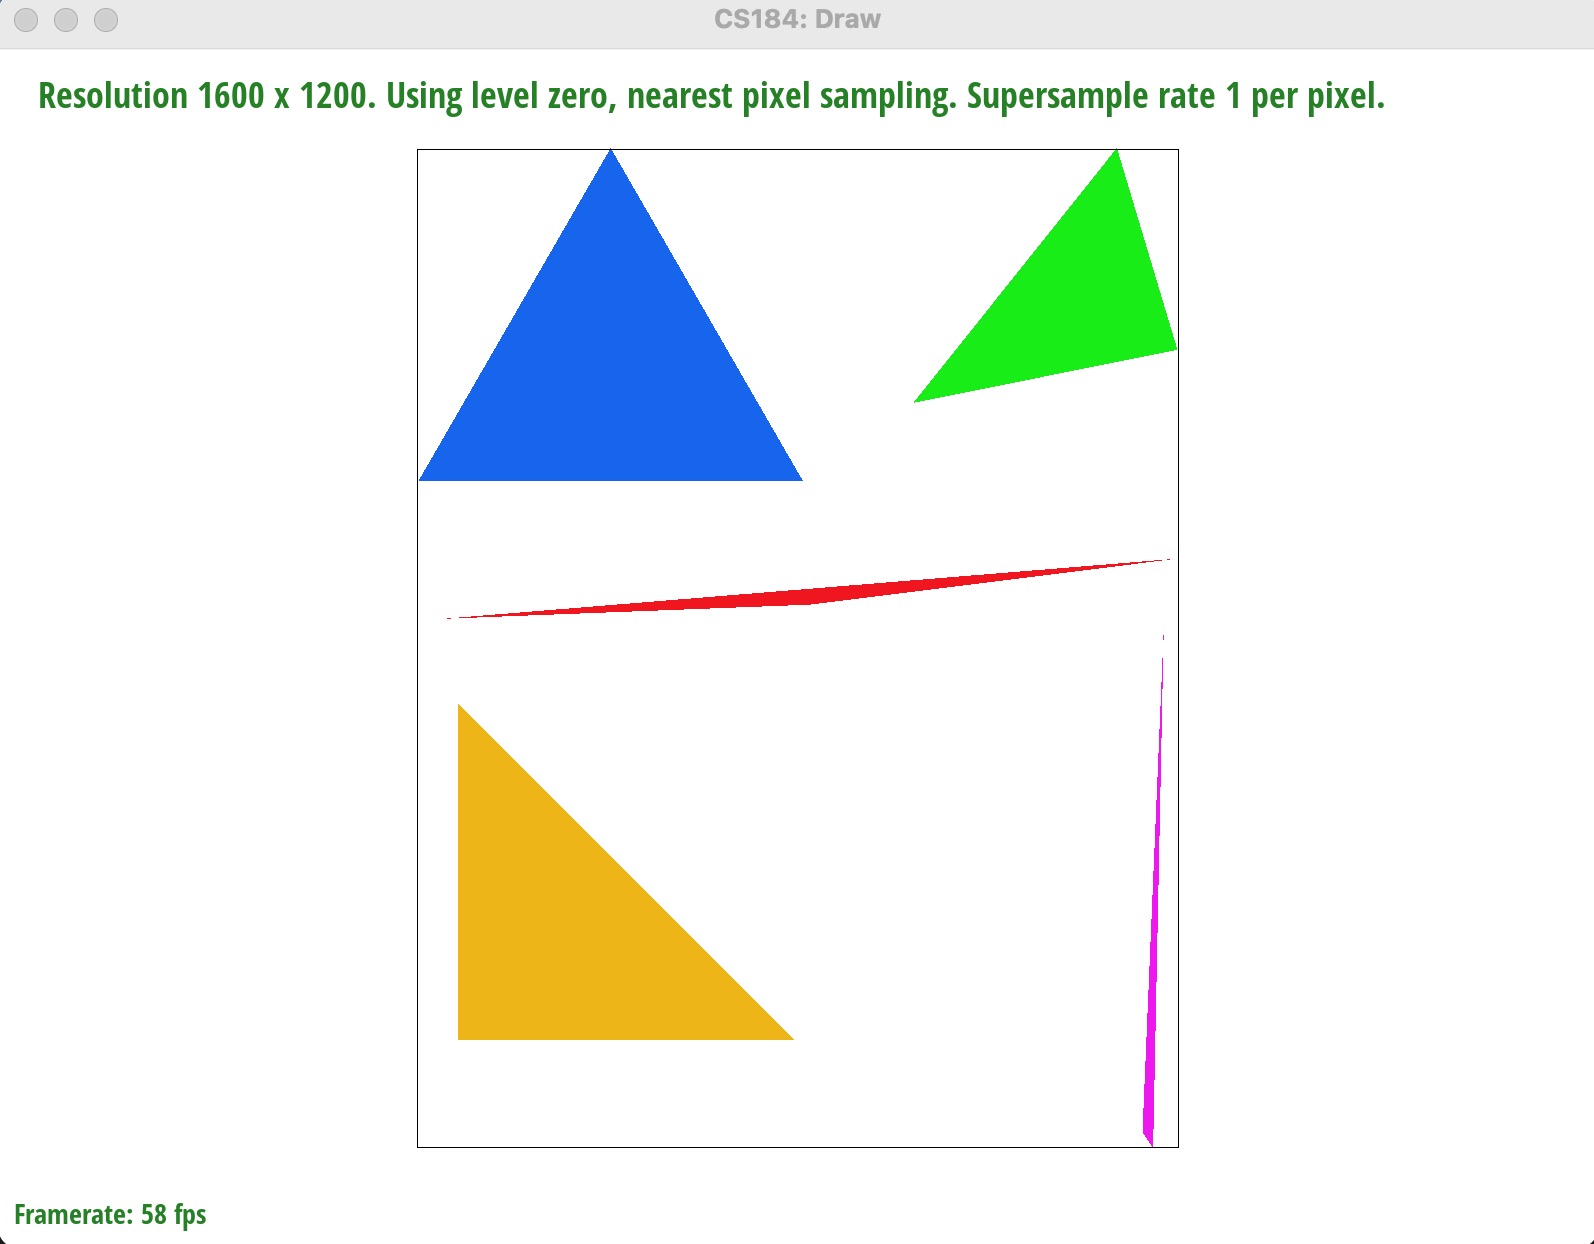 CS184: Draw
Resolution 1600 x 1200. Using level zero, nearest pixel sampling. Supersample rate 1 per pixel.
Framerate: 58 fps